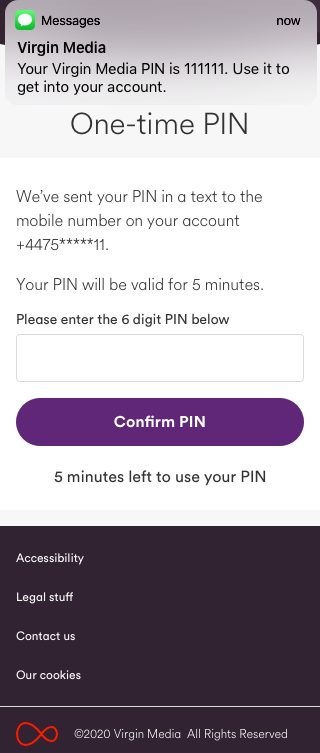 Messages now
Virgin Media
Your Virgin Media PIN is 111111. Use it to
get into your account.
One-time PIN
We’ve sent your PIN in a text to the
mobile number on your account
+4475*****11.
Your PIN will be valid for 5 minutes.
Please enter the 6 digit PIN below
Confirm PIN
5 minutes left to use your PIN
Accessibility
Legal stuff
Contact us
Our cookies
©2020 Virgin Media All Rights Reserved